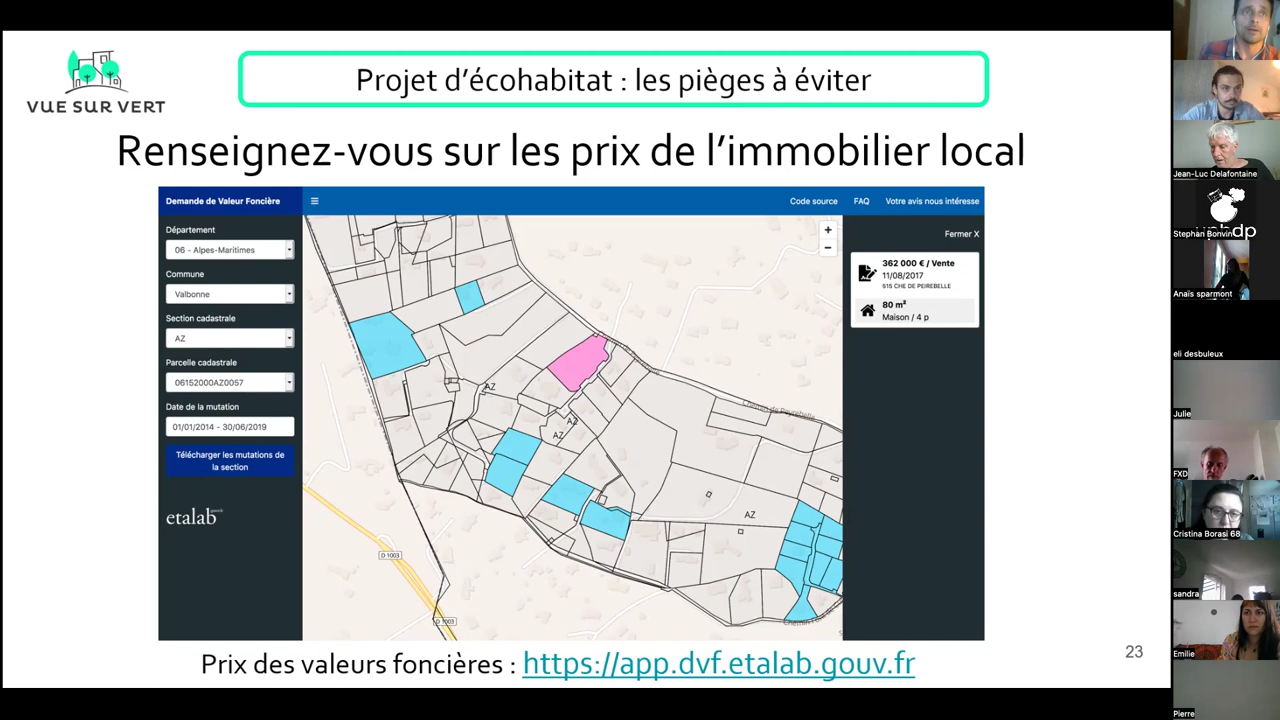 VUE SUR VERT
Projet d'écohabitat : les pièges à éviter
Renseignez-vous sur les prix de l'immobilier local
Demande de Valeur Foncière
Code source
FAQ
Votre avis nous intéresse
Département
06 - Alpes-Maritimes
Commune
Valbonne
Section cadastrale
AZ
Parcelle cadastrale
06152000AZ0057
Date de la mutation
01/01/2014 - 30/06/2019
Télécharger les mutations de
la section
etalab
+
−
AZ
AZ
AZ
AZ
Chemin de Peyrebelle
D 1003
D 1003
Fermer X
362 000 € / Vente
11/08/2017
515 CHE DE PEIREBELLE
80 m²
Maison / 4 p
Prix des valeurs foncières : https://app.dvf.etalab.gouv.fr
23
Jean-Luc Delafontaine
Stephan Bonvin
Anaïs sparmont
eli desbuleux
Julie
FXD
Cristina Borasi 68
sandra
Emilie
Pierre